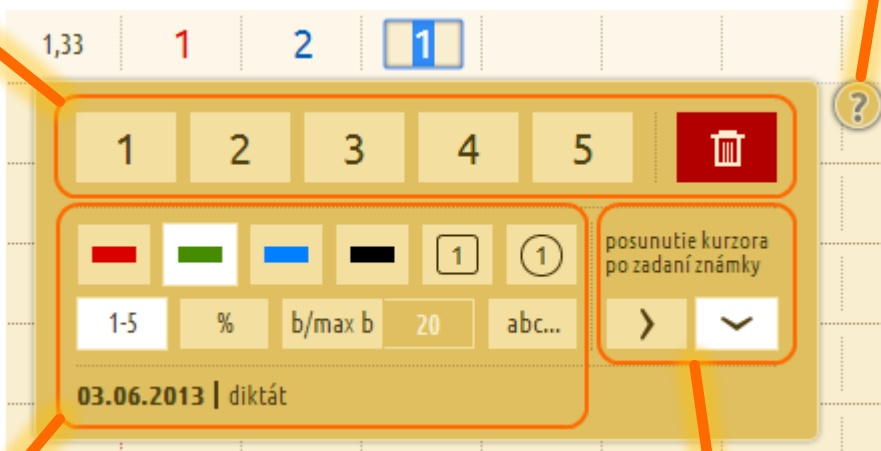 1,33 1 2 1
?
1 2 3 4 5
1 1
posunutie kurzora
po zadaní známky
1-5 % b/max b 20 abc...
03.06.2013 | diktát